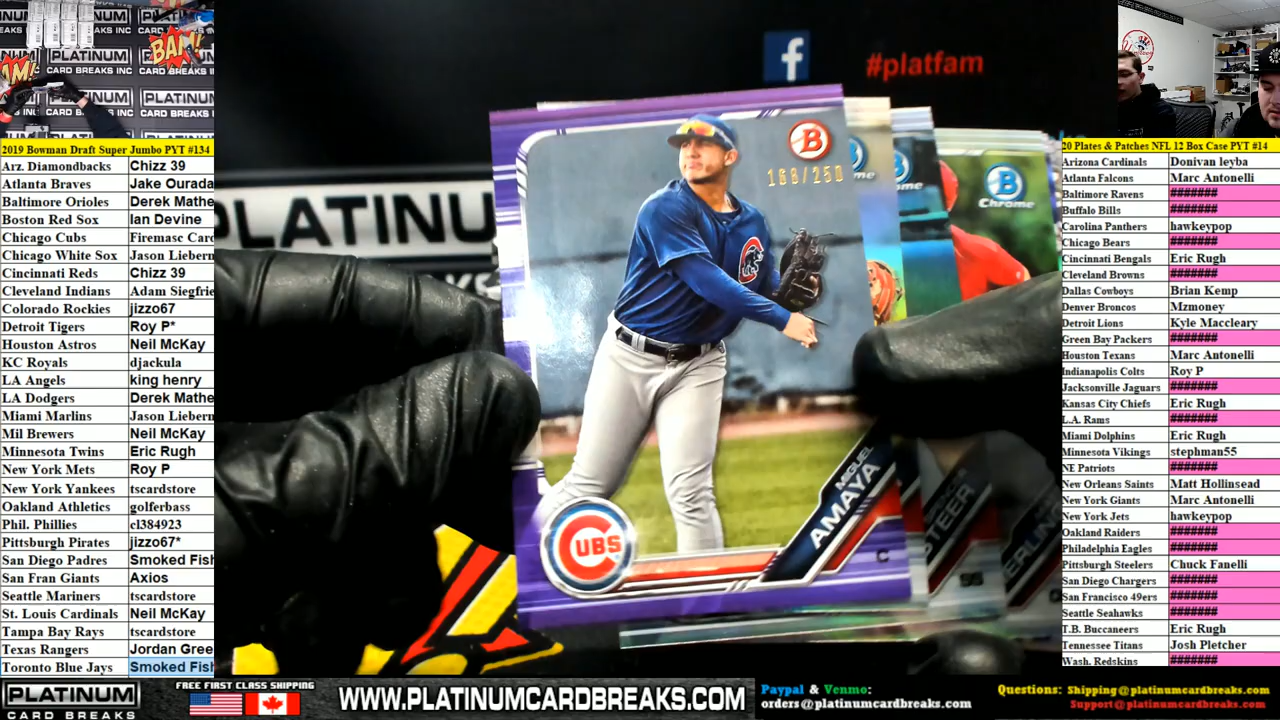 PLATINUM
CARD BREAKS INC
BAM!
#platfam
2019 Bowman Draft Super Jumbo PYT #134
Arz. Diamondbacks Chizz 39
Atlanta Braves Jake Ourada
Baltimore Orioles Derek Mathe
Boston Red Sox Ian Devine
Chicago Cubs Firemasc Card
Chicago White Sox Jason Liebern
Cincinnati Reds Chizz 39
Cleveland Indians Adam Siegfrie
Colorado Rockies jizzo67
Detroit Tigers Roy P*
Houston Astros Neil McKay
KC Royals djackula
LA Angels king henry
LA Dodgers Derek Mathe
Miami Marlins Jason Liebern
Mil Brewers Neil McKay
Minnesota Twins Eric Rugh
New York Mets Roy P
New York Yankees tscardstore
Oakland Athletics golferbass
Phil. Phillies cl384923
Pittsburgh Pirates jizzo67*
San Diego Padres Smoked Fish
San Fran Giants Axios
Seattle Mariners tscardstore
St. Louis Cardinals Neil McKay
Tampa Bay Rays tscardstore
Texas Rangers Jordan Gree
Toronto Blue Jays Smoked Fish
PLATINUM
B
168/250
Chrome
MIGUEL
AMAYA
C
CUBS
20 Plates & Patches NFL 12 Box Case PYT #14
Arizona Cardinals Donivan leyba
Atlanta Falcons Marc Antonelli
Baltimore Ravens #######
Buffalo Bills #######
Carolina Panthers hawkeypop
Chicago Bears #######
Cincinnati Bengals Eric Rugh
Cleveland Browns #######
Dallas Cowboys Brian Kemp
Denver Broncos Mzmoney
Detroit Lions Kyle Maccleary
Green Bay Packers #######
Houston Texans Marc Antonelli
Indianapolis Colts Roy P
Jacksonville Jaguars #######
Kansas City Chiefs Eric Rugh
L.A. Rams #######
Miami Dolphins Eric Rugh
Minnesota Vikings stephman55
NE Patriots #######
New Orleans Saints Matt Hollinsead
New York Giants Marc Antonelli
New York Jets hawkeypop
Oakland Raiders #######
Philadelphia Eagles #######
Pittsburgh Steelers Chuck Fanelli
San Diego Chargers #######
San Francisco 49ers #######
Seattle Seahawks #######
T.B. Buccaneers Eric Rugh
Tennessee Titans Josh Pletcher
Wash. Redskins #######
PLATINUM
CARD BREAKS
FREE FIRST CLASS SHIPPING
WWW.PLATINUMCARDBREAKS.COM
Paypal & Venmo:
orders@platinumcardbreaks.com
Questions: Shipping@platinumcardbreaks.com
Support@platinumcardbreaks.com